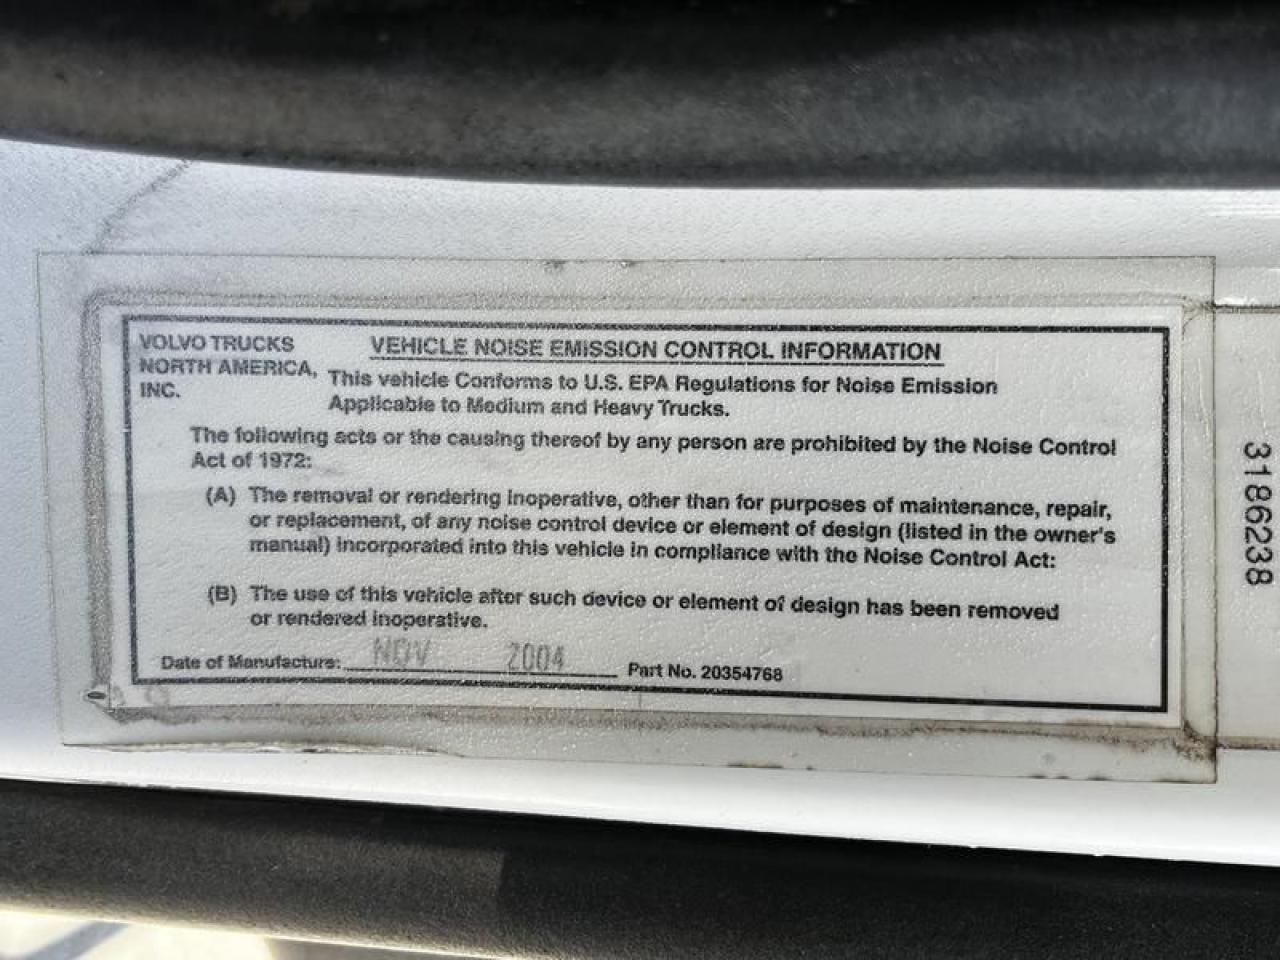 VOLVO TRUCKS
NORTH AMERICA,
INC.
VEHICLE NOISE EMISSION CONTROL INFORMATION
This vehicle Conforms to U.S. EPA Regulations for Noise Emission
Applicable to Medium and Heavy Trucks.
The following acts or the causing thereof by any person are prohibited by the Noise Control
Act of 1972:
(A) The removal or rendering inoperative, other than for purposes of maintenance, repair,
or replacement, of any noise control device or element of design (listed in the owner's
manual) incorporated into this vehicle in compliance with the Noise Control Act:
(B) The use of this vehicle after such device or element of design has been removed
or rendered inoperative.
Date of Manufacture: NOV 2004 Part No. 20354768
31862238